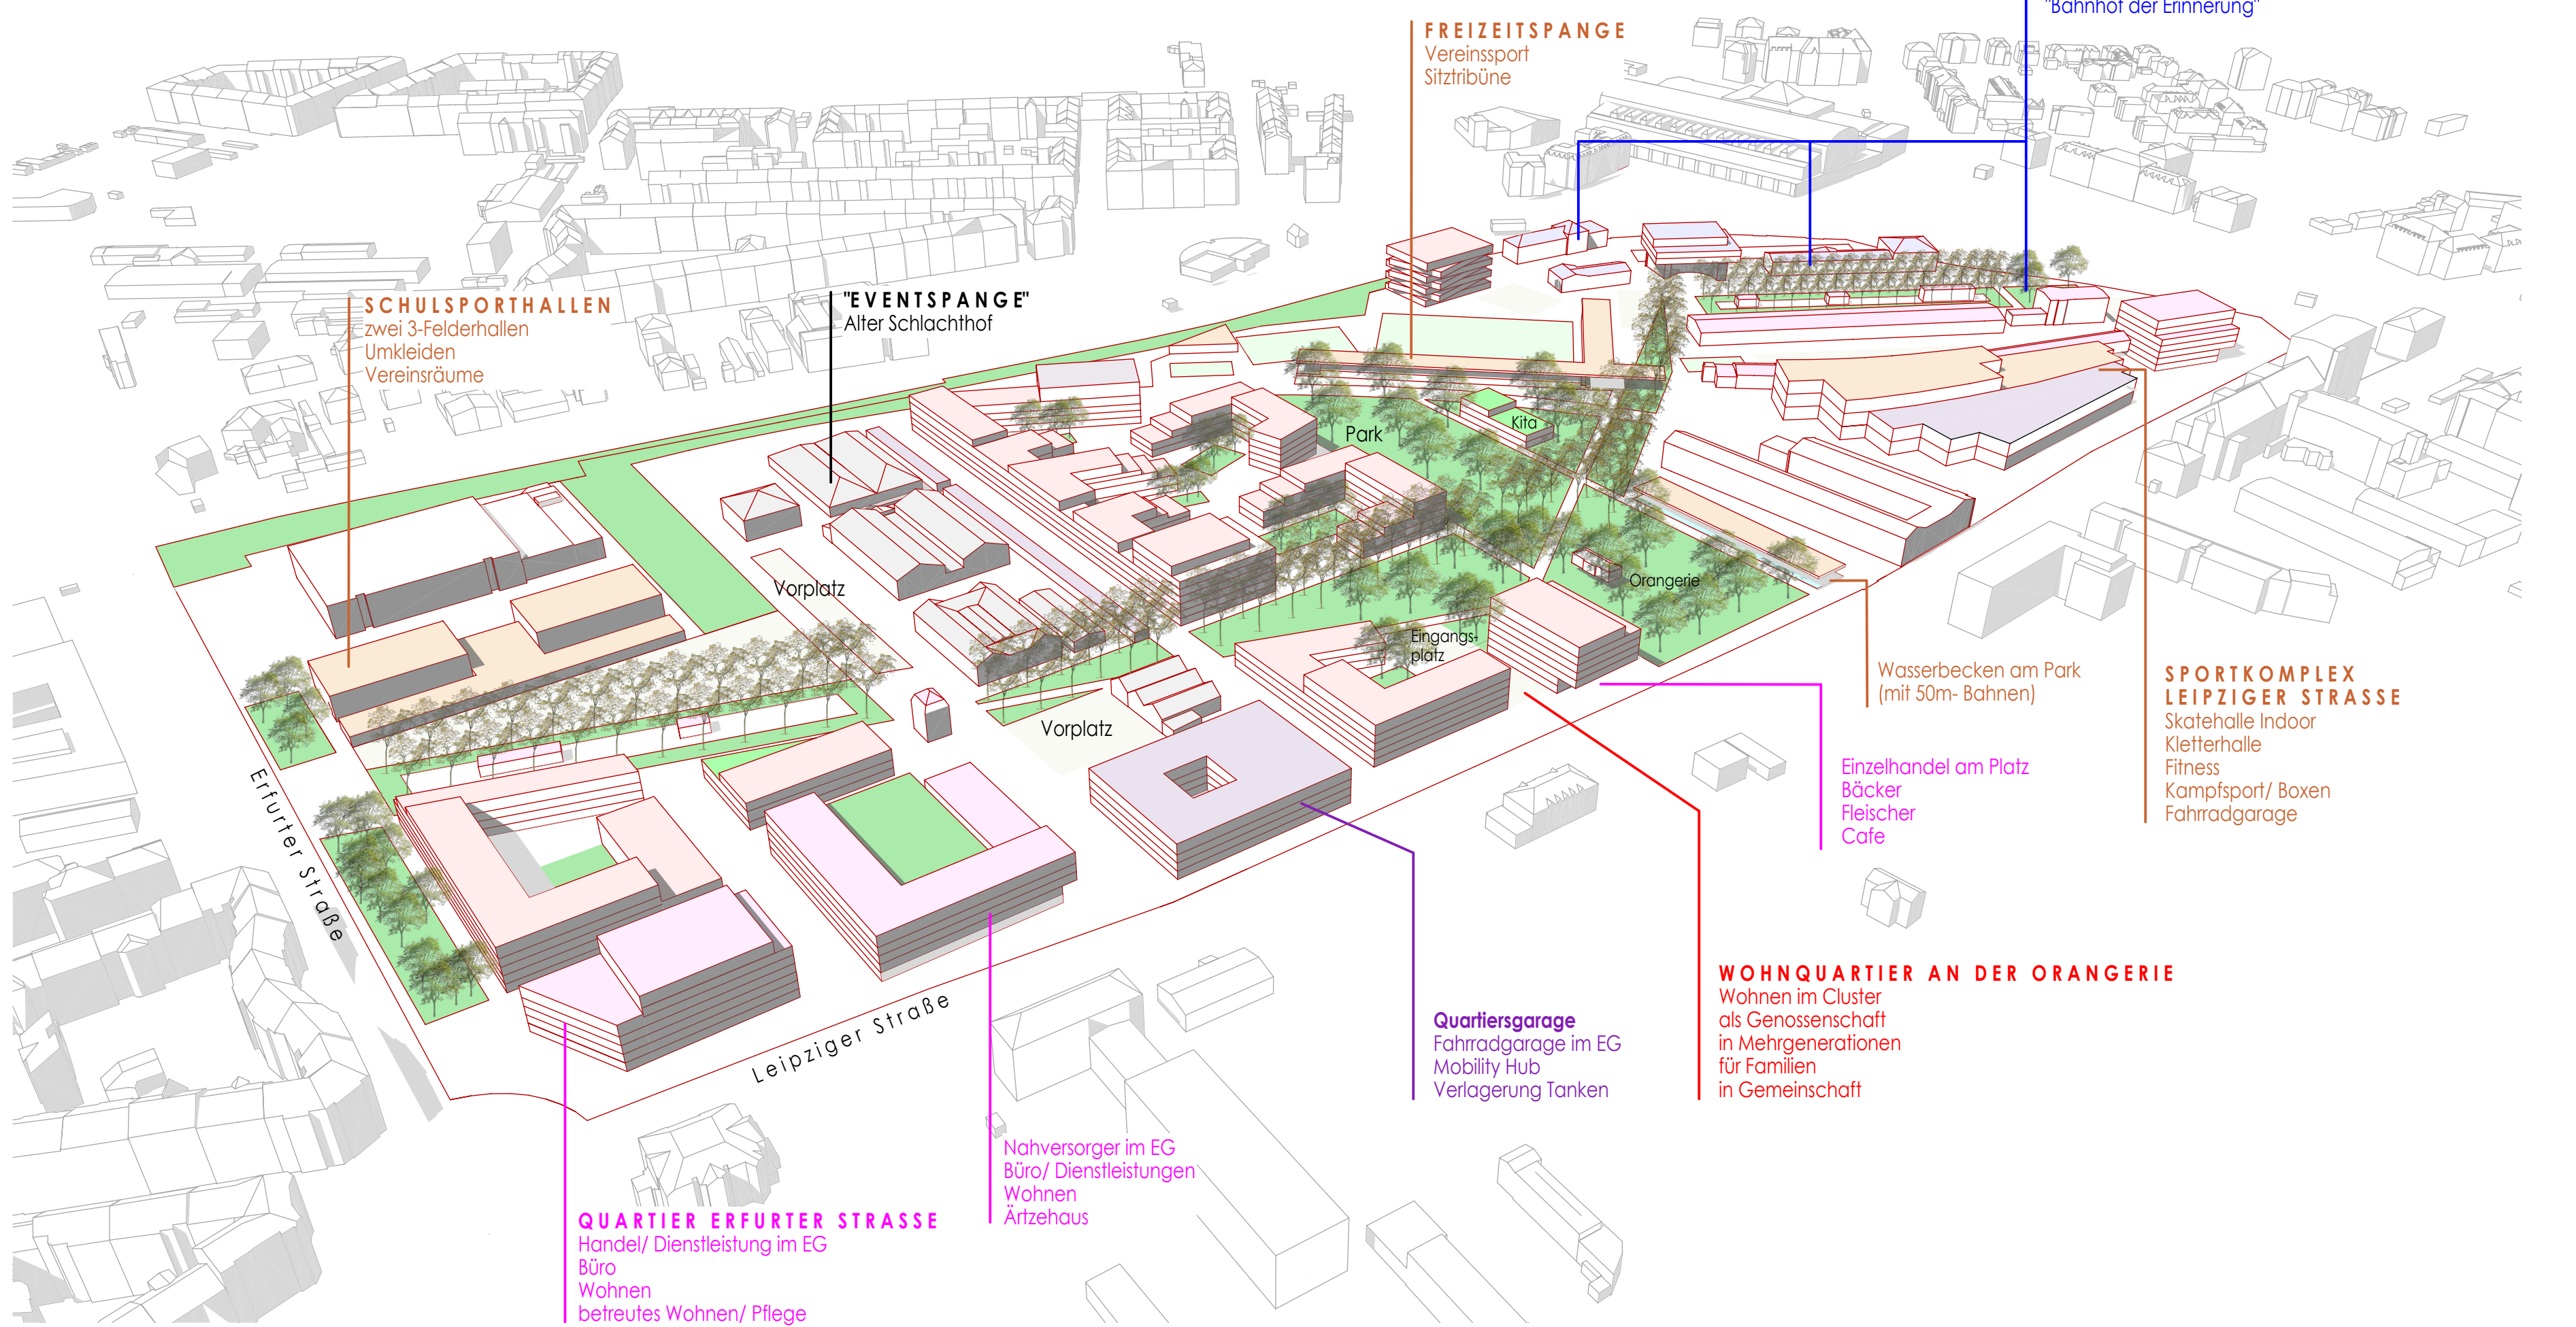 "Bahnhof der Erinnerung"
FREIZEITSPANGE
Vereinssport
Sitztribüne
SCHULSPORTHALLEN
zwei 3-Felderhallen
Umkleiden
Vereinsräume
"EVENTSPANGE"
Alter Schlachthof
Park
Kita
Vorplatz
Orangerie
Eingangs-
platz
Vorplatz
Wasserbecken am Park
(mit 50m- Bahnen)
SPORTKOMPLEX
LEIPZIGER STRASSE
Skatehalle Indoor
Kletterhalle
Fitness
Kampfsport/ Boxen
Fahrradgarage
Einzelhandel am Platz
Bäcker
Fleischer
Cafe
Erfurter Straße
Leipziger Straße
WOHNQUARTIER AN DER ORANGERIE
Wohnen im Cluster
als Genossenschaft
in Mehrgenerationen
für Familien
in Gemeinschaft
Quartiersgarage
Fahrradgarage im EG
Mobility Hub
Verlagerung Tanken
Nahversorger im EG
Büro/ Dienstleistungen
Wohnen
Ärtzehaus
QUARTIER ERFURTER STRASSE
Handel/ Dienstleistung im EG
Büro
Wohnen
betreutes Wohnen/ Pflege